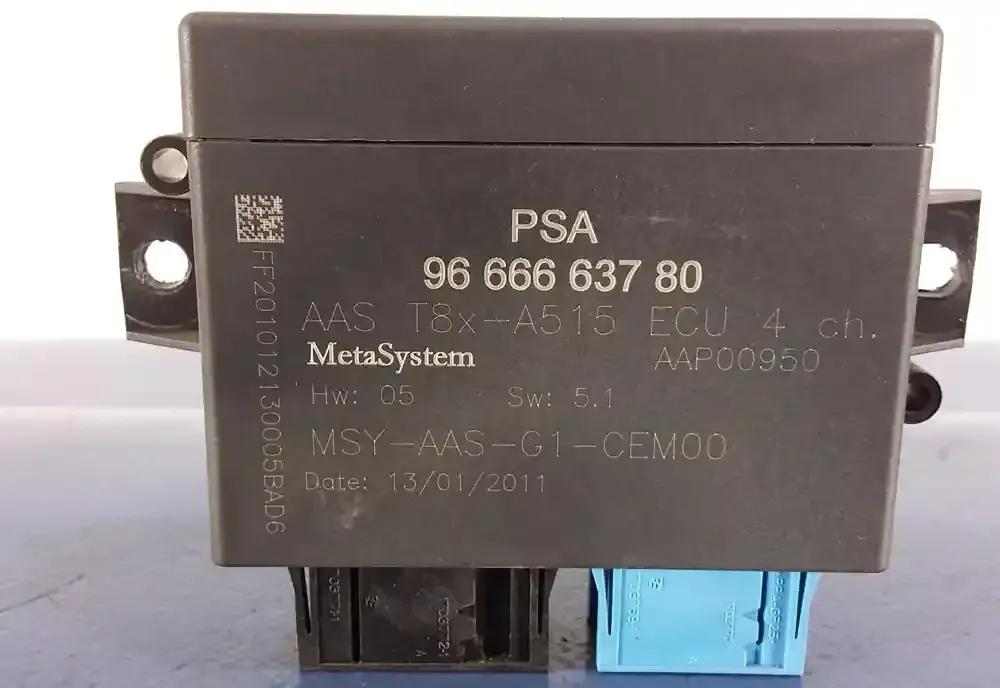 PSA
96 666 637 80
AAS T8x-A515 ECU 4 ch.
MetaSystem AAP00950
Hw: 05 Sw: 5.1
MSY-AAS-G1-CEM00
Date: 13/01/2011
FF201012130005BAD6